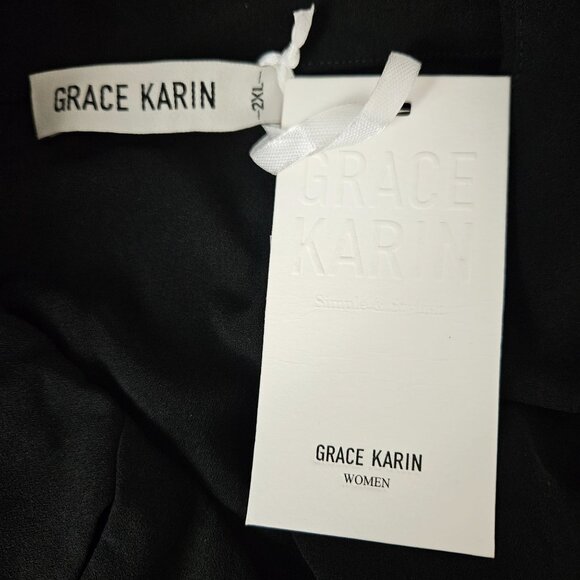 GRACE KARIN
-2XL-
GRACE
KARIN
GRACE KARIN
WOMEN